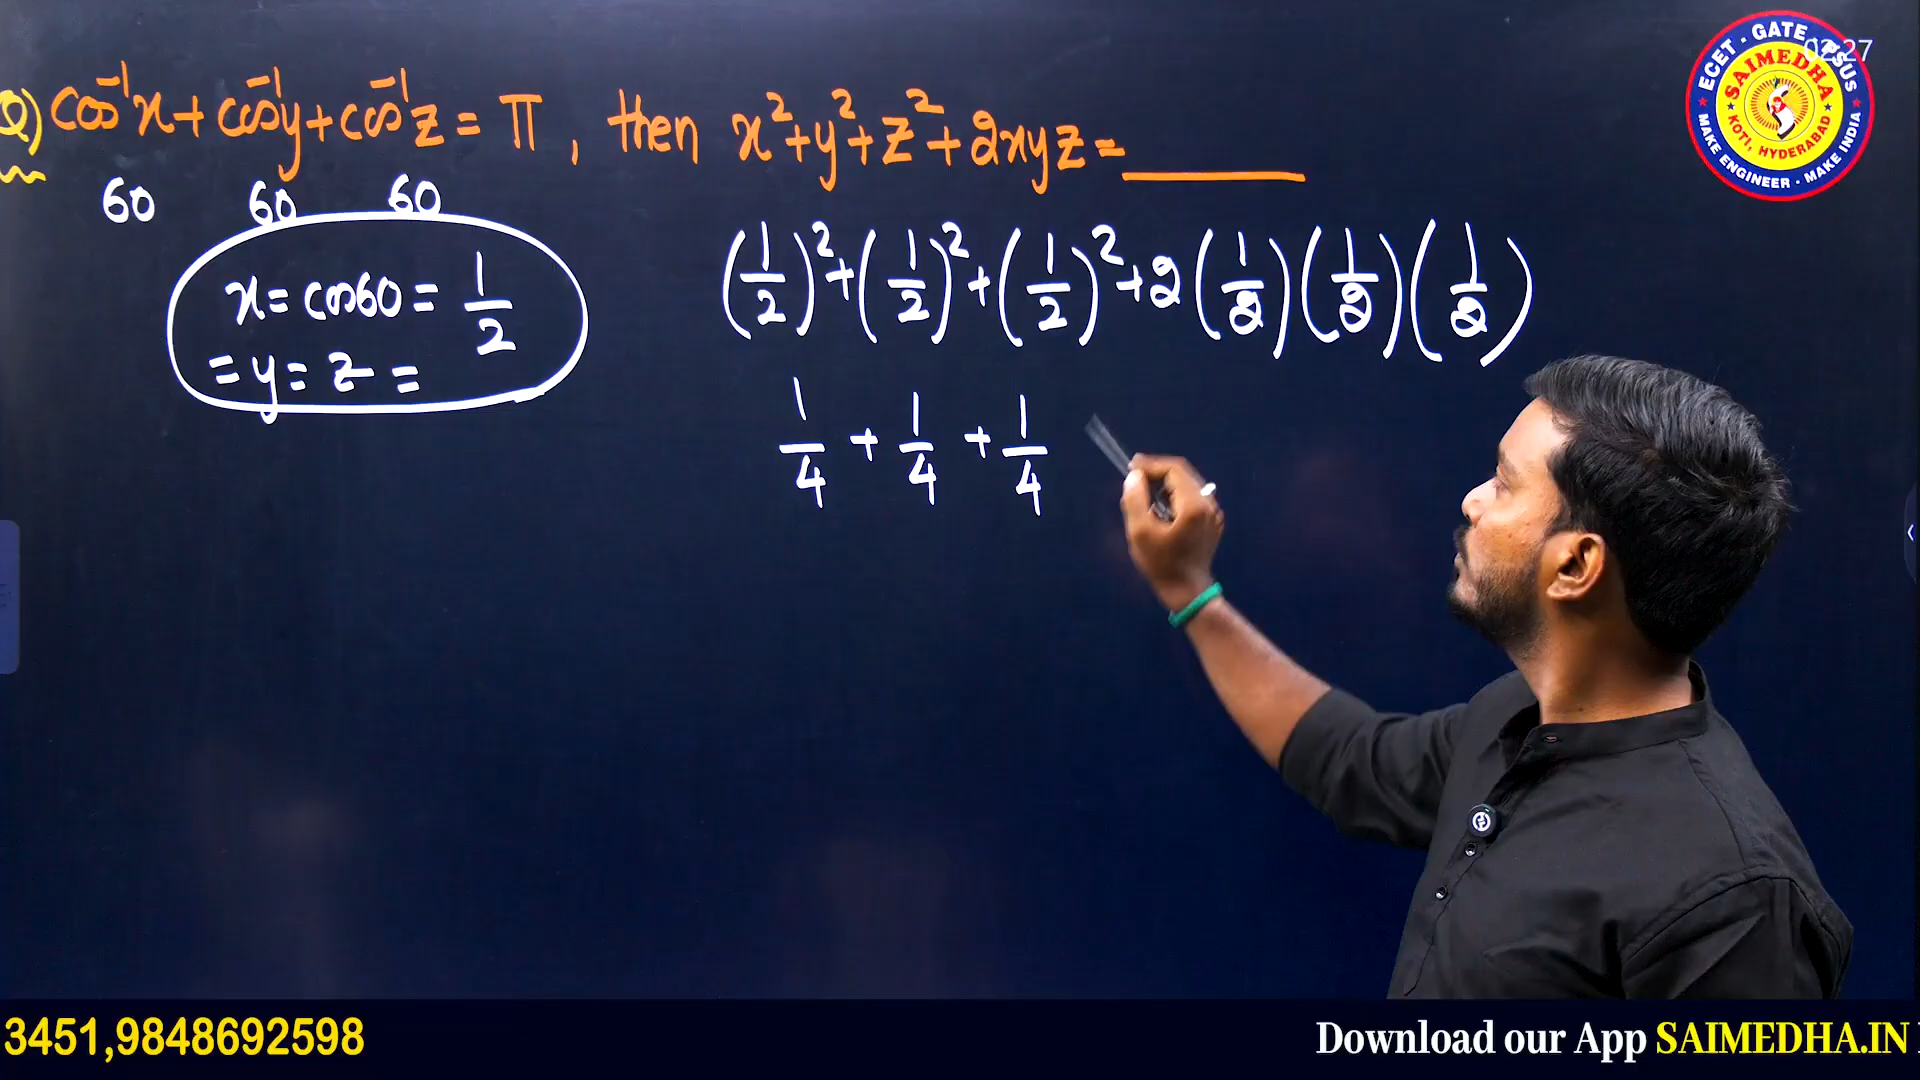 Q) cos⁻¹x + cos⁻¹y + cos⁻¹z = π, then x² + y² + z² + 2xyz = ______
60 60 60
x = cos60 = 1/2
= y = z =
(1/2)² + (1/2)² + (1/2)² + 2(1/2)(1/2)(1/2)
1/4 + 1/4 + 1/4
ECET - GATE - PSUS
02:27
SAIMEDHA
KOTI, HYDERABAD
MAKE ENGINEER - MAKE INDIA
3451,9848692598
Download our App SAIMEDHA.IN